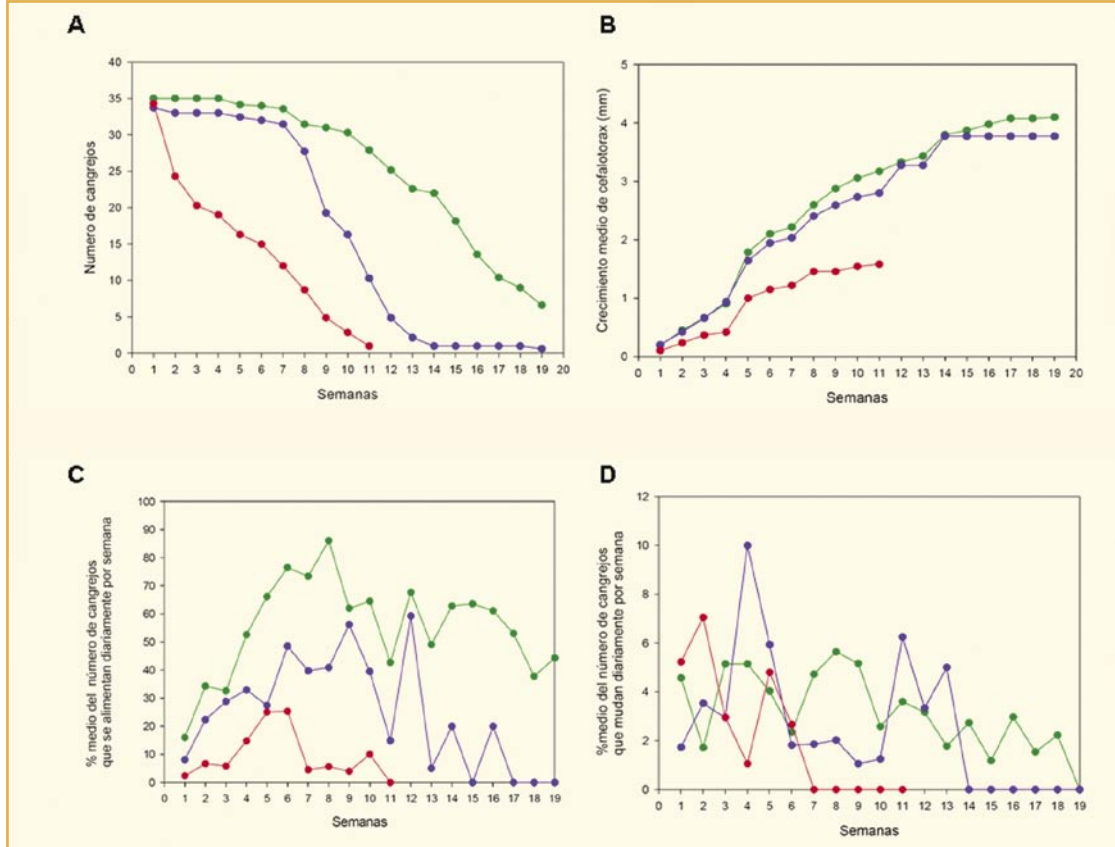 A
40
35
30
25
20
15
10
5
0
Numero de cangrejos
0 1 2 3 4 5 6 7 8 9 10 11 12 13 14 15 16 17 18 19 20
Semanas
B
5
4
3
2
1
0
Crecimiento medio de cefalotorax (mm)
0 1 2 3 4 5 6 7 8 9 10 11 12 13 14 15 16 17 18 19 20
Semanas
C
100
90
80
70
60
50
40
30
20
10
0
% medio del número de cangrejos
que se alimentan diariamente por semana
0 1 2 3 4 5 6 7 8 9 10 11 12 13 14 15 16 17 18 19
Semanas
D
12
10
8
6
4
2
0
%medio del número de cangrejos
que mudan diariamente por semana
0 1 2 3 4 5 6 7 8 9 10 11 12 13 14 15 16 17 18 19
Semanas